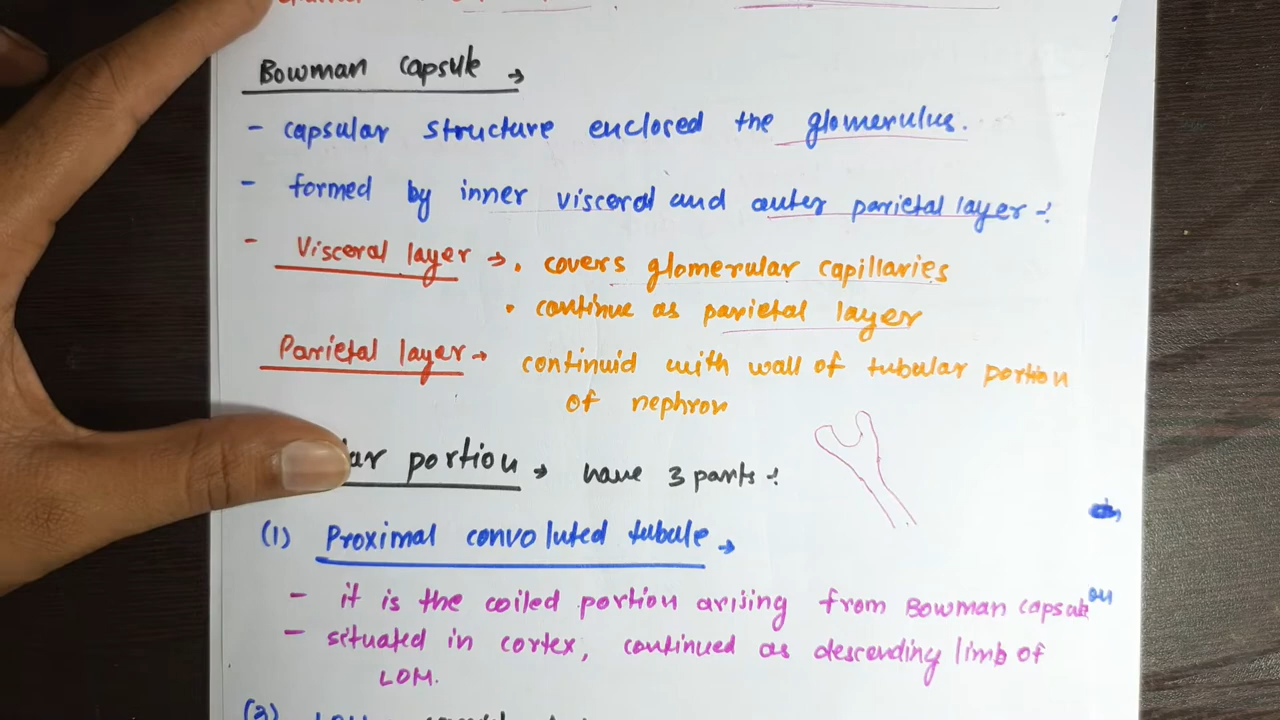 Bowman capsule →
- capsular structure enclosed the glomerulus.
- formed by inner visceral and outer parietal layer :-
- Visceral layer → • covers glomerular capillaries
• continue as parietal layer
Parietal layer → continuid with wall of tubular portion
of nephron
ar portion → have 3 parts :-
(1) Proximal convoluted tubule →
- it is the coiled portion arising from Bowman capsule
- situated in cortex, continued as descending limb of
LOH.
(2) LOH